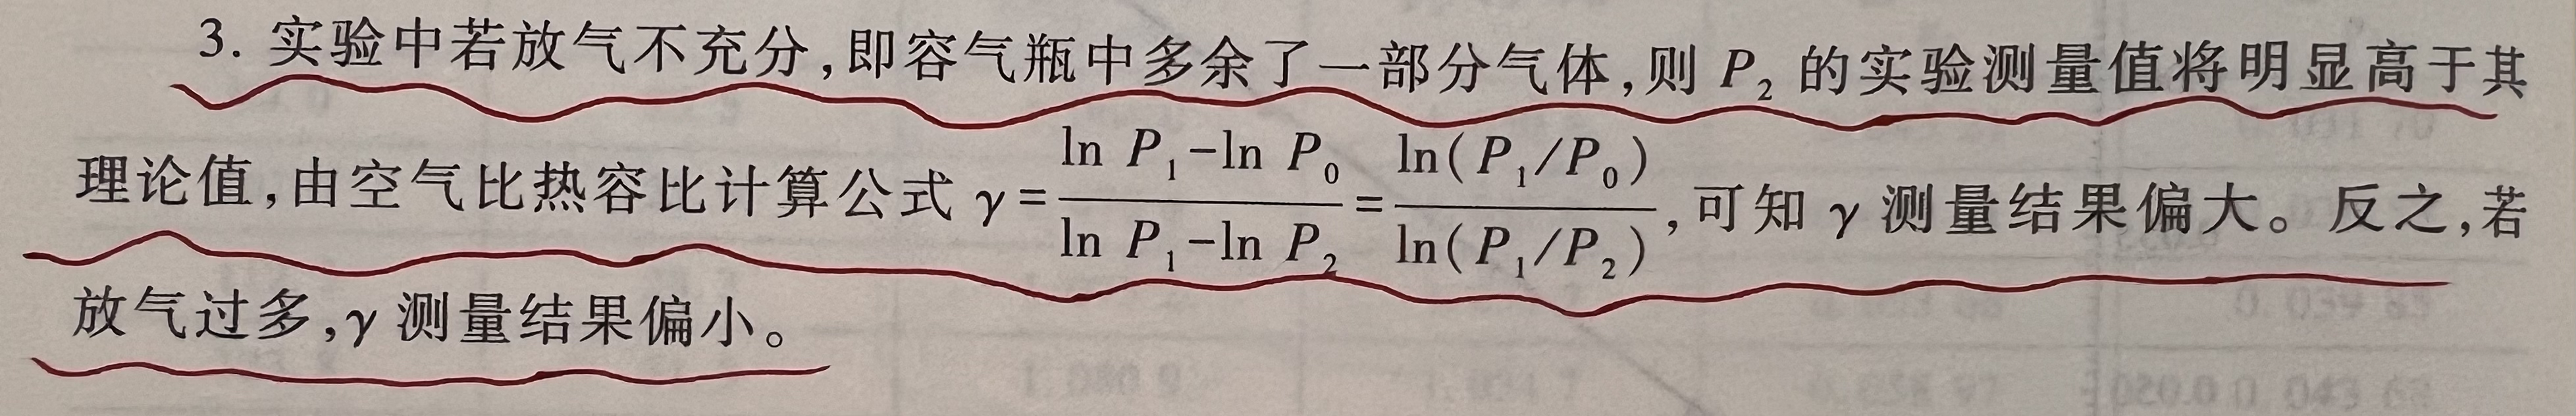 3. 实验中若放气不充分,即容气瓶中多余了一部分气体,则 P₂ 的实验测量值将明显高于其
理论值,由空气比热容比计算公式 γ = (ln P₁-ln P₀)/(ln P₁-ln P₂) = ln(P₁/P₀)/ln(P₁/P₂),可知 γ 测量结果偏大。反之,若
放气过多,γ 测量结果偏小。